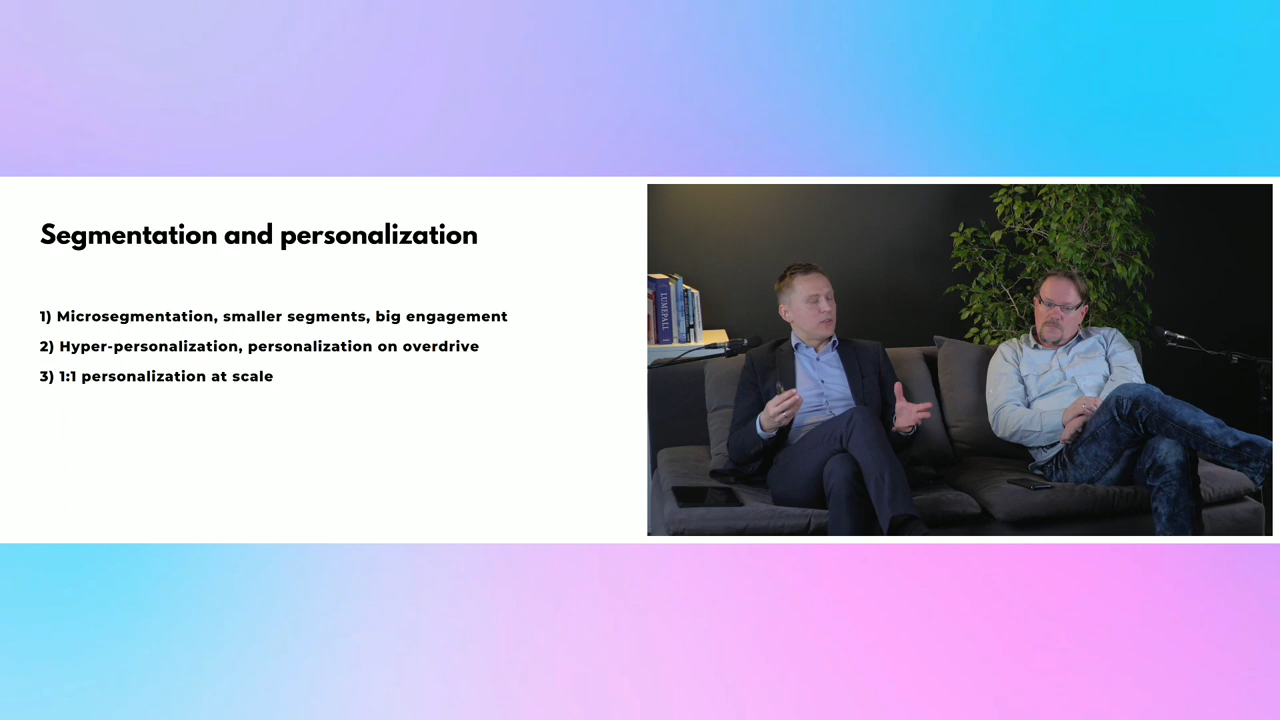 Segmentation and personalization
1) Microsegmentation, smaller segments, big engagement
2) Hyper-personalization, personalization on overdrive
3) 1:1 personalization at scale
LUMEPALL